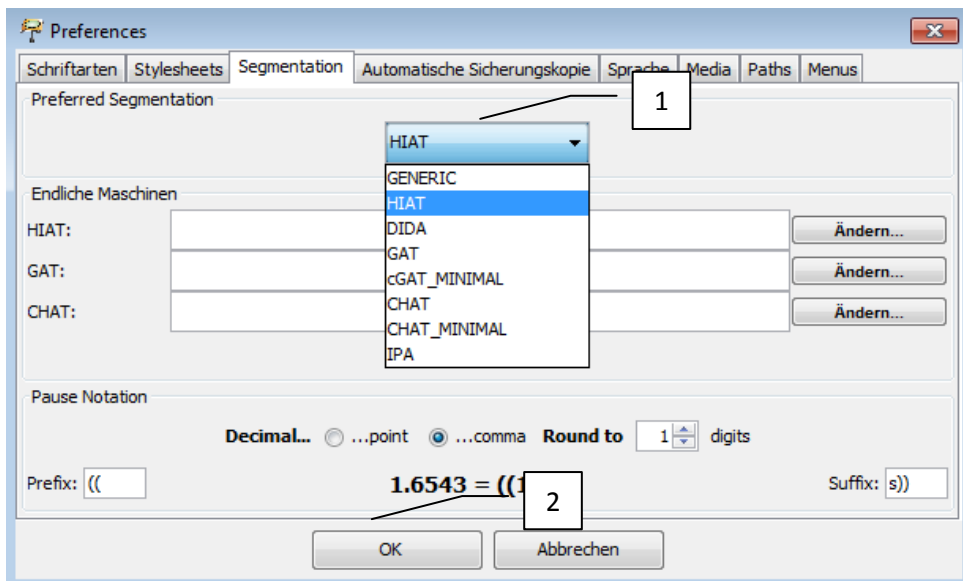 Preferences
Schriftarten Stylesheets Segmentation Automatische Sicherungskopie Sprache Media Paths Menus
Preferred Segmentation
1
HIAT
GENERIC
HIAT
DIDA
GAT
cGAT_MINIMAL
CHAT
CHAT_MINIMAL
IPA
Endliche Maschinen
HIAT: Ändern...
GAT: Ändern...
CHAT: Ändern...
Pause Notation
Decimal... ...point ...comma Round to 1 digits
Prefix: (( 1.6543 = ((1 Suffix: s))
2
OK Abbrechen